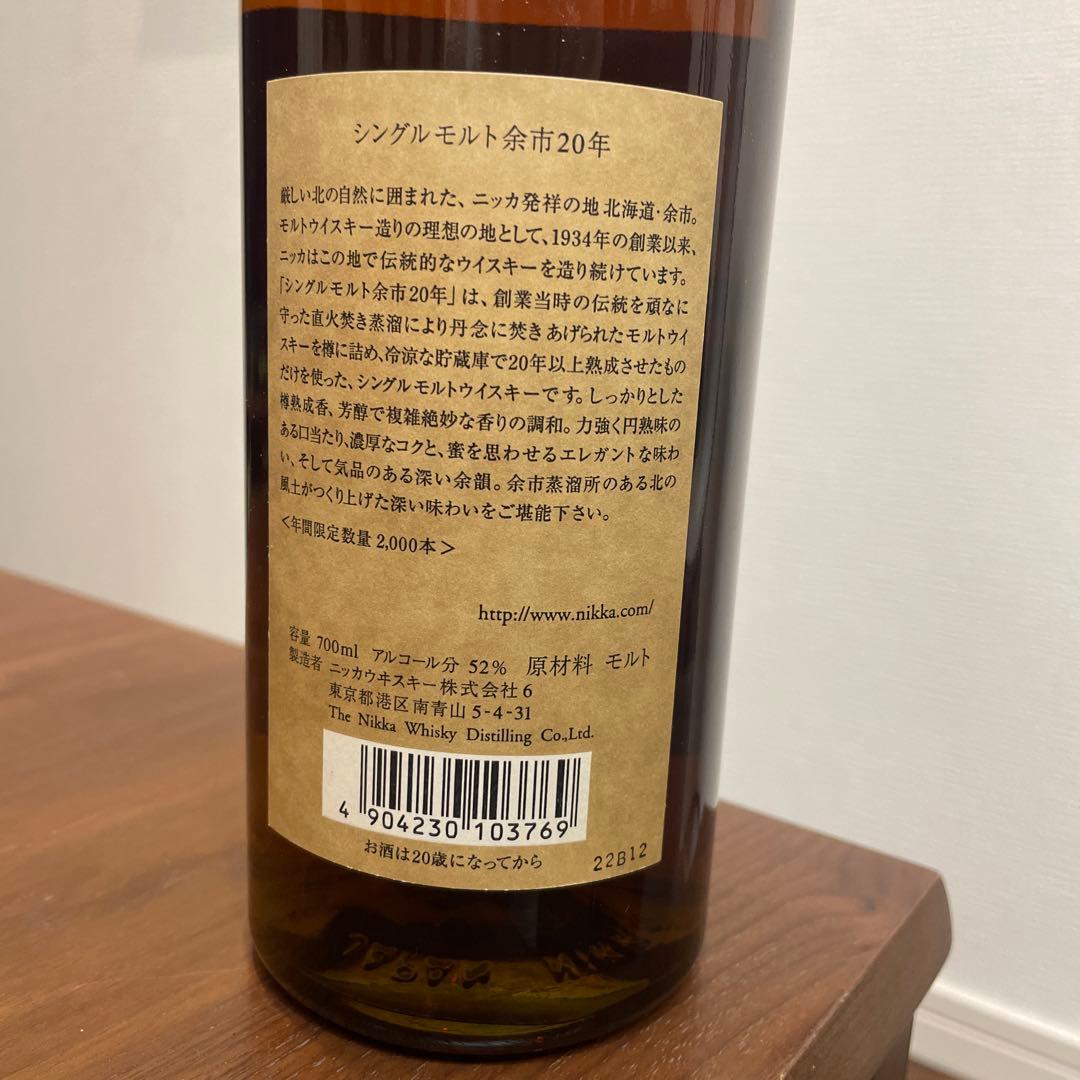 シングルモルト余市20年
厳しい北の自然に囲まれた、ニッカ発祥の地 北海道・余市。
モルトウイスキー造りの理想の地として、1934年の創業以来、
ニッカはこの地で伝統的なウイスキーを造り続けています。
「シングルモルト余市20年」は、創業当時の伝統を頑なに
守った直火焚き蒸溜により丹念に焚きあげられたモルトウイ
スキーを樽に詰め、冷涼な貯蔵庫で20年以上熟成させたもの
だけを使った、シングルモルトウイスキーです。しっかりとした
樽熟成香、芳醇で複雑絶妙な香りの調和。力強く円熟味の
ある口当たり、濃厚なコクと、蜜を思わせるエレガントな味わ
い、そして気品のある深い余韻。余市蒸溜所のある北の
風土がつくり上げた深い味わいをご堪能下さい。
＜年間限定数量 2,000本＞
http://www.nikka.com/
容量 700ml アルコール分 52% 原材料 モルト
製造者 ニッカウヰスキー株式会社6
東京都港区南青山 5-4-31
The Nikka Whisky Distilling Co.,Ltd.
4 904230 103769
お酒は20歳になってから 22B12